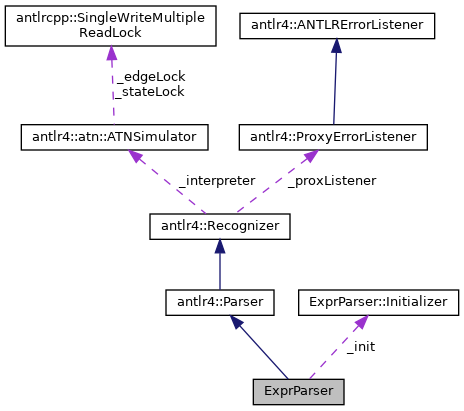 antlrcpp::SingleWriteMultiple
ReadLock
antlr4::ANTLRErrorListener
_edgeLock
_stateLock
antlr4::atn::ATNSimulator
antlr4::ProxyErrorListener
_interpreter
_proxListener
antlr4::Recognizer
antlr4::Parser
ExprParser::Initializer
_init
ExprParser